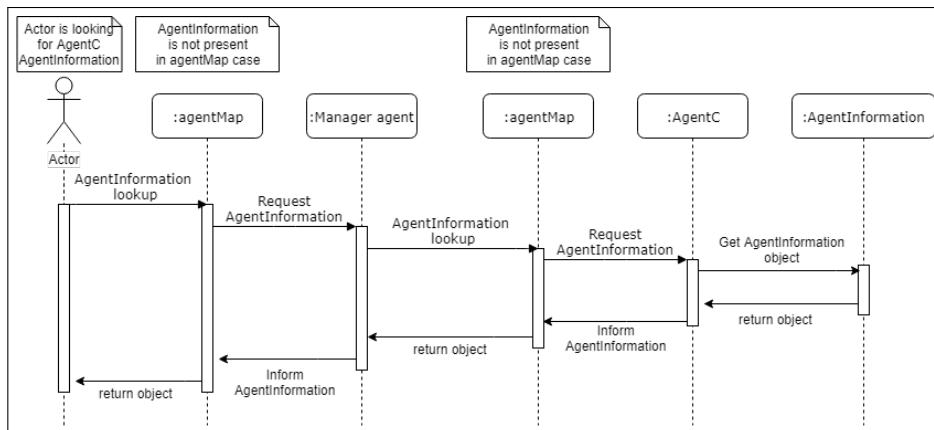 Actor is looking
for AgentC
AgentInformation
AgentInformation
is not present
in agentMap case
AgentInformation
is not present
in agentMap case
Actor
:agentMap
:Manager agent
:agentMap
:AgentC
:AgentInformation
AgentInformation
lookup
Request
AgentInformation
AgentInformation
lookup
Request
AgentInformation
Get AgentInformation
object
return object
Inform
AgentInformation
return object
Inform
AgentInformation
return object